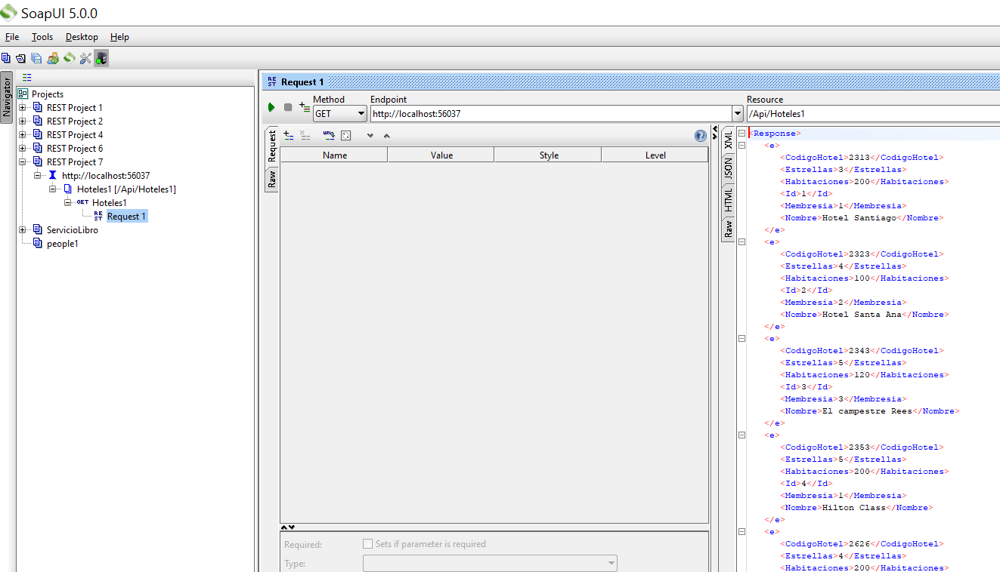 SoapUI 5.0.0
File Tools Desktop Help
Navigator
Projects
REST Project 1
REST Project 2
REST Project 4
REST Project 6
REST Project 7
http://localhost:56037
Hoteles1 [/Api/Hoteles1]
GET Hoteles1
RE ST Request 1
ServicioLibro
people1
RE ST Request 1
Method Endpoint Resource
GET http://localhost:56037 /Api/Hoteles1
Request
Raw
Name Value Style Level
Required: Sets if parameter is required
Type:
XML
JSON
HTML
Raw
<Response>
<e>
<CodigoHotel>2313</CodigoHotel>
<Estrellas>3</Estrellas>
<Habitaciones>200</Habitaciones>
<Id>1</Id>
<Membresia>1</Membresia>
<Nombre>Hotel Santiago</Nombre>
</e>
<e>
<CodigoHotel>2323</CodigoHotel>
<Estrellas>4</Estrellas>
<Habitaciones>100</Habitaciones>
<Id>2</Id>
<Membresia>2</Membresia>
<Nombre>Hotel Santa Ana</Nombre>
</e>
<e>
<CodigoHotel>2343</CodigoHotel>
<Estrellas>5</Estrellas>
<Habitaciones>120</Habitaciones>
<Id>3</Id>
<Membresia>3</Membresia>
<Nombre>El campestre Rees</Nombre>
</e>
<e>
<CodigoHotel>2353</CodigoHotel>
<Estrellas>5</Estrellas>
<Habitaciones>200</Habitaciones>
<Id>4</Id>
<Membresia>1</Membresia>
<Nombre>Hilton Class</Nombre>
</e>
<e>
<CodigoHotel>2626</CodigoHotel>
<Estrellas>4</Estrellas>
<Habitaciones>200</Habitaciones>